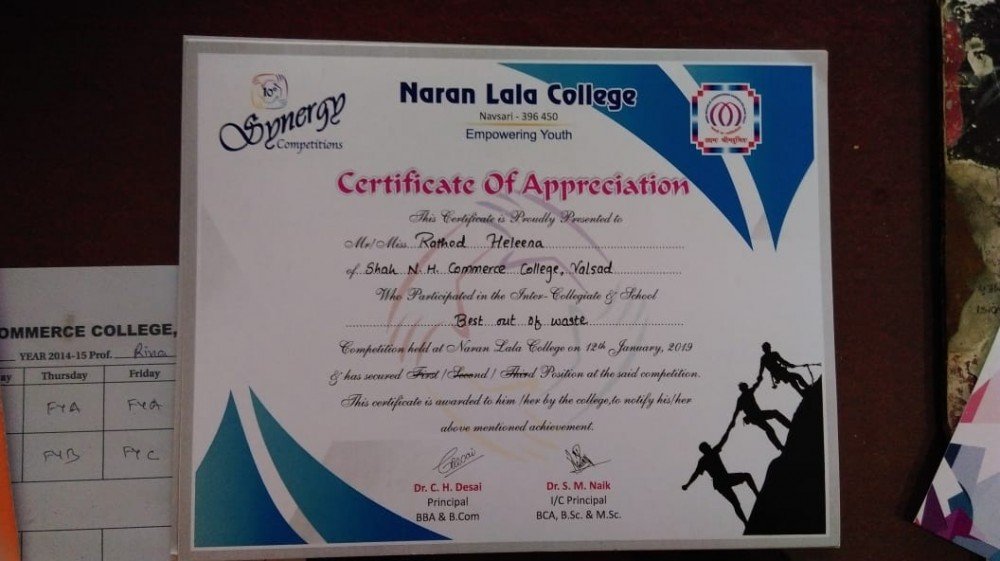 10th
Synergy
Competitions
Naran Lala College
Navsari - 396 450
Empowering Youth
Certificate Of Appreciation
This Certificate is Proudly Presented to
Mr/Miss. Rathod Heleena
of Shah N. H. Commerce College, Valsad
Who Participated in the Inter-Collegiate & School
Best out of waste
Competition held at Naran Lala College on 12th January, 2019
& has secured First / Second / Third Position at the said competition.
This certificate is awarded to him /her by the college,to notify his/her
above mentioned achievement.
Dr. C. H. Desai
Principal
BBA & B.Com
Dr. S. M. Naik
I/C Principal
BCA, B.Sc. & M.Sc.
OMMERCE COLLEGE,
YEAR 2014-15 Prof. Rina
ay Thursday Friday
FYA FYA
FYB FYC